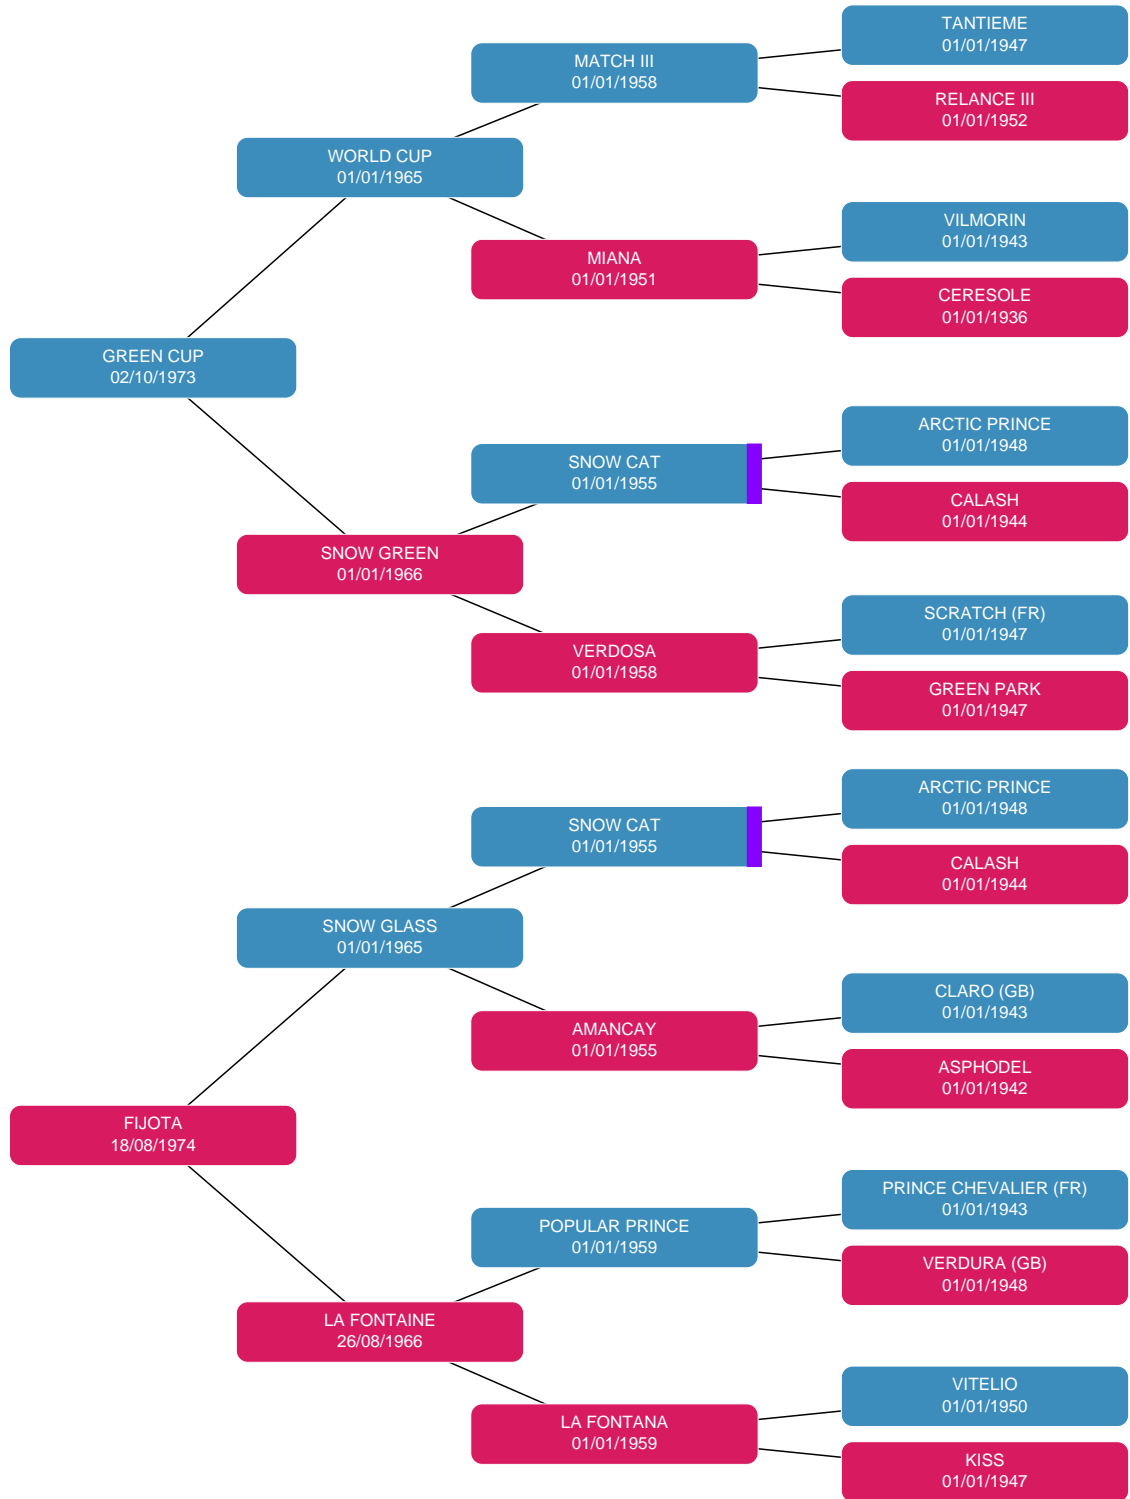 TANTIEME
01/01/1947
MATCH III
01/01/1958
RELANCE III
01/01/1952
WORLD CUP
01/01/1965
VILMORIN
01/01/1943
MIANA
01/01/1951
CERESOLE
01/01/1936
GREEN CUP
02/10/1973
ARCTIC PRINCE
01/01/1948
SNOW CAT
01/01/1955
CALASH
01/01/1944
SNOW GREEN
01/01/1966
SCRATCH (FR)
01/01/1947
VERDOSA
01/01/1958
GREEN PARK
01/01/1947
ARCTIC PRINCE
01/01/1948
SNOW CAT
01/01/1955
CALASH
01/01/1944
SNOW GLASS
01/01/1965
CLARO (GB)
01/01/1943
AMANCAY
01/01/1955
ASPHODEL
01/01/1942
FIJOTA
18/08/1974
PRINCE CHEVALIER (FR)
01/01/1943
POPULAR PRINCE
01/01/1959
VERDURA (GB)
01/01/1948
LA FONTAINE
26/08/1966
VITELIO
01/01/1950
LA FONTANA
01/01/1959
KISS
01/01/1947